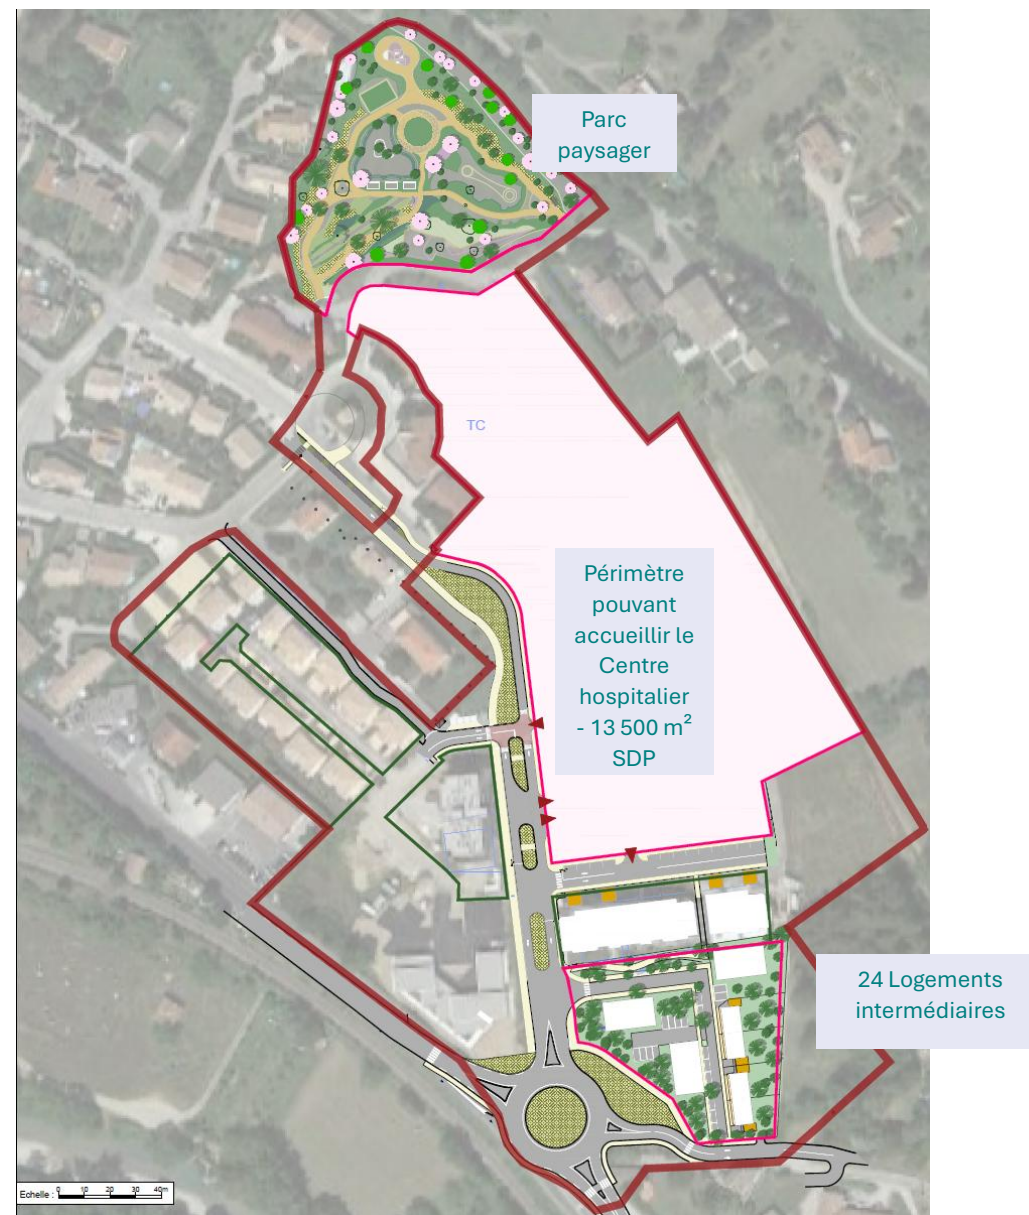 Parc
paysager
TC
Périmètre
pouvant
accueillir le
Centre
hospitalier
- 13 500 m² 
SDP
24 Logements
intermédiaires
Echelle : 0 10 20 30 40m